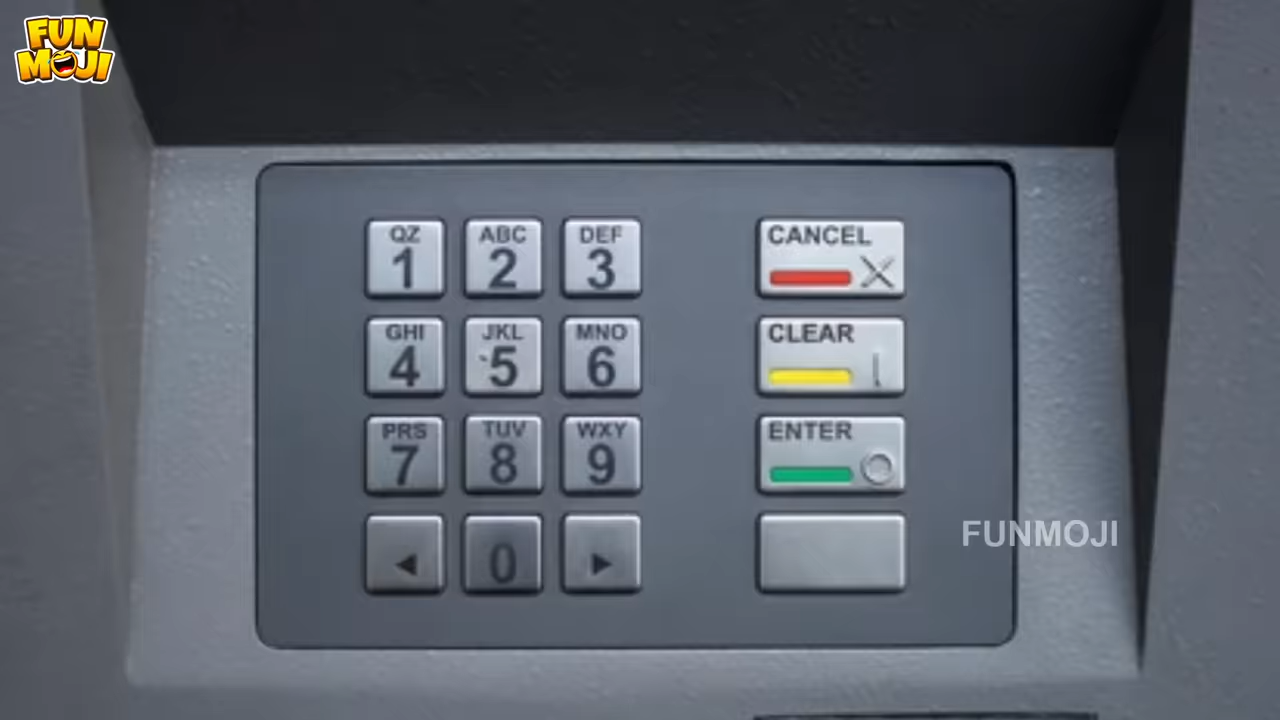 FUN
MOJI
QZ ABC DEF CANCEL
1 2 3
GHI JKL MNO CLEAR
4 5 6
PRS TUV WXY ENTER
7 8 9
0
FUNMOJI